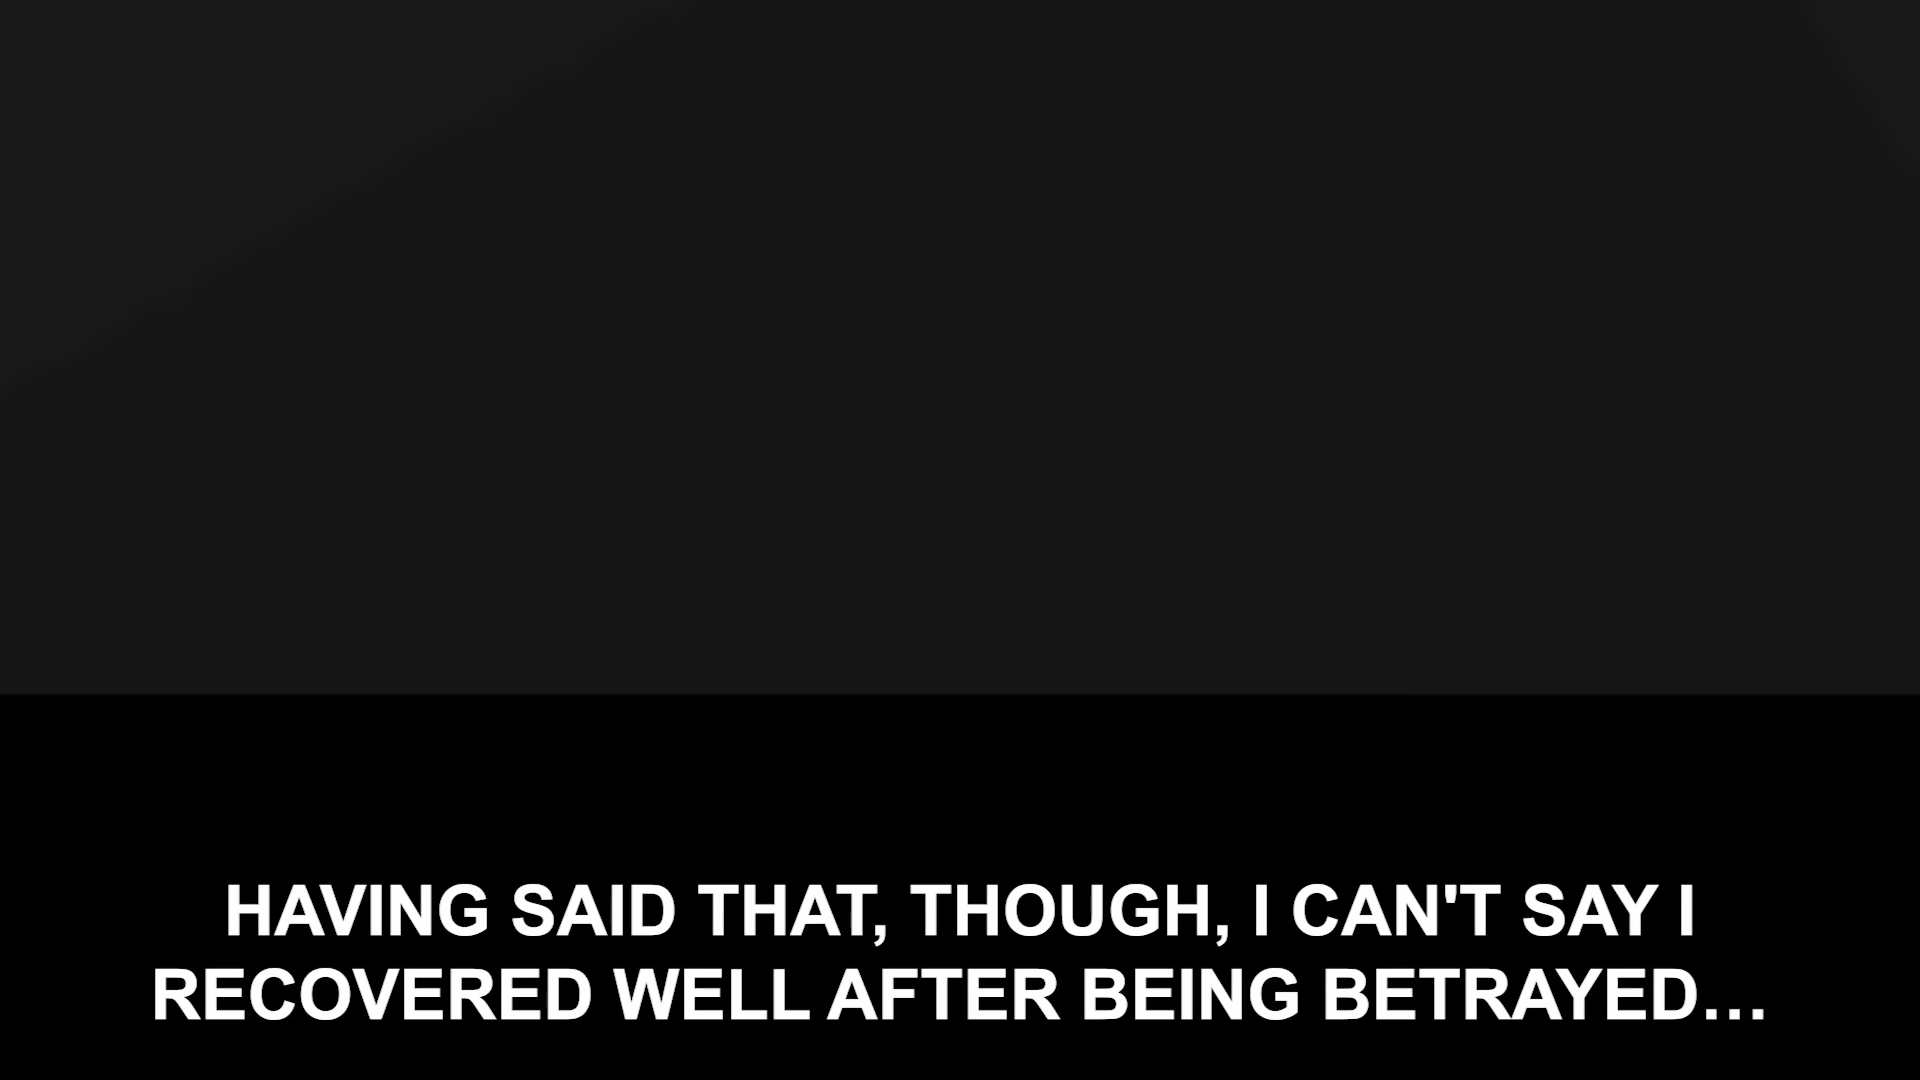 HAVING SAID THAT, THOUGH, I CAN'T SAY I
RECOVERED WELL AFTER BEING BETRAYED...